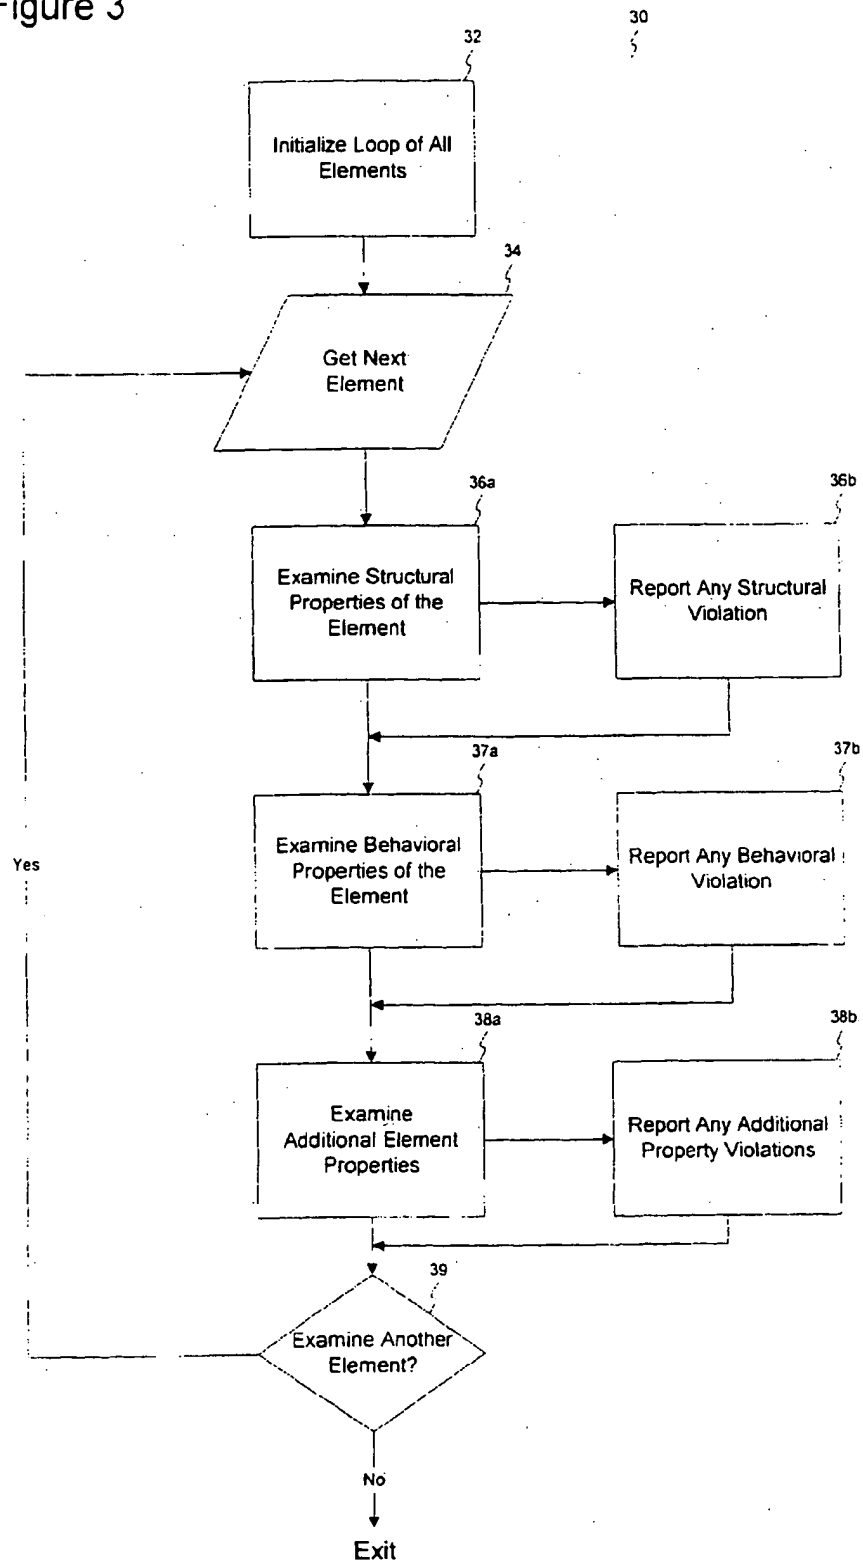 Figure 3
30
32
Initialize Loop of All
Elements
34
Get Next
Element
36a
36b
Examine Structural
Properties of the
Element
Report Any Structural
Violation
37a
37b
Examine Behavioral
Properties of the
Element
Report Any Behavioral
Violation
Yes
38a
38b
Examine
Additional Element
Properties
Report Any Additional
Property Violations
39
Examine Another
Element?
No
Exit